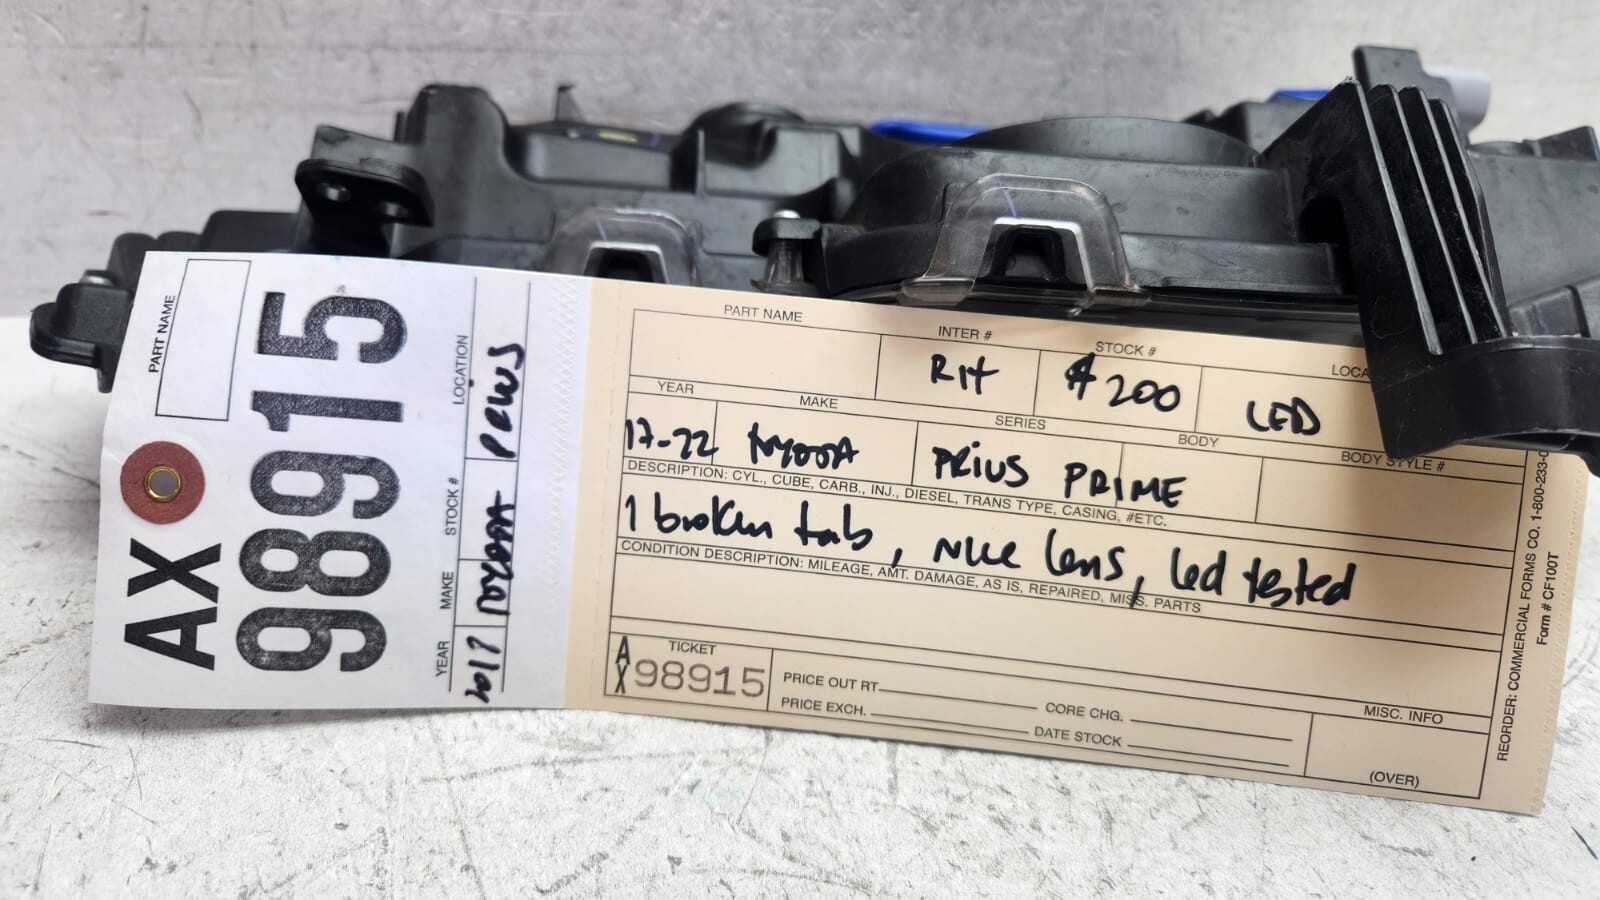 PART NAME
AX
98915
YEAR MAKE STOCK # LOCATION
2017 TOYOTA PRIUS
PART NAME INTER # STOCK # LOCA
RH $200 LED
YEAR MAKE SERIES BODY BODY STYLE #
17-22 TOYOTA PRIUS PRIME
DESCRIPTION: CYL., CUBE, CARB., INJ., DIESEL, TRANS TYPE, CASING, #ETC.
1 broken tab, nice lens, led tested
CONDITION DESCRIPTION: MILEAGE, AMT. DAMAGE, AS IS, REPAIRED, MISS. PARTS
TICKET
AX 98915
PRICE OUT RT. CORE CHG. MISC. INFO
PRICE EXCH. DATE STOCK
(OVER)
REORDER: COMMERCIAL FORMS CO. 1-800-233-
Form # CF100T